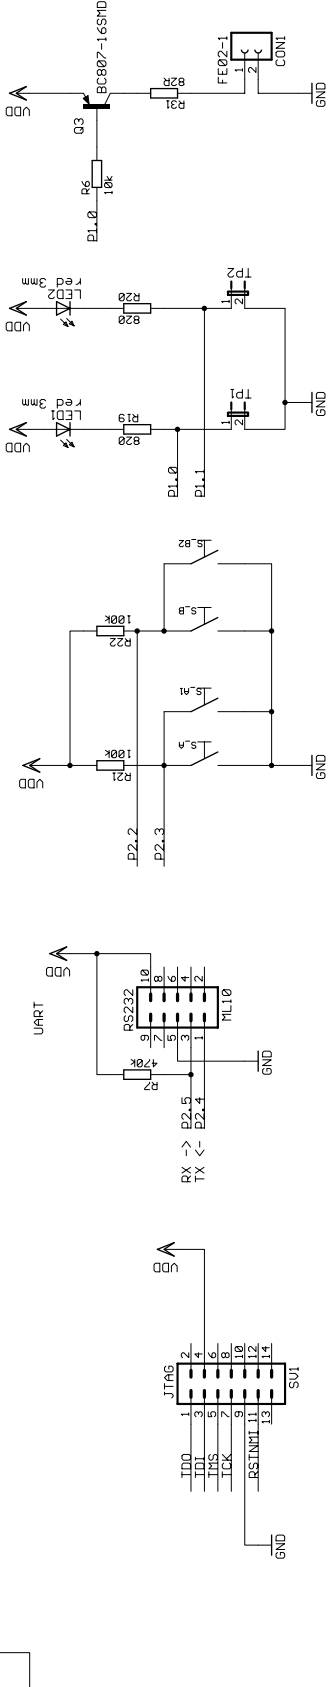 BC807-16SMD
VDD
Q3
82R
R31
FE02-1
1
2
CON1
GND
R6
10k
P1.0
red 3mm
LED2
VDD
R20
820
TP2
1
2
red 3mm
LED1
VDD
R19
820
TP1
1
2
GND
P1.0
P1.1
S_B2
100k
R22
S_B
S_A1
100k
R21
S_A
VDD
GND
P2.2
P2.3
UART
VDD
RS232
10
8
6
4
2
9
7
5
3
1
ML10
470k
R7
GND
RX -> P2.5
TX <- P2.4
VDD
JTAG
2
4
6
8
10
12
14
1
3
5
7
9
11
13
SV1
TDO
TDI
TMS
TCK
RSTNMI
GND